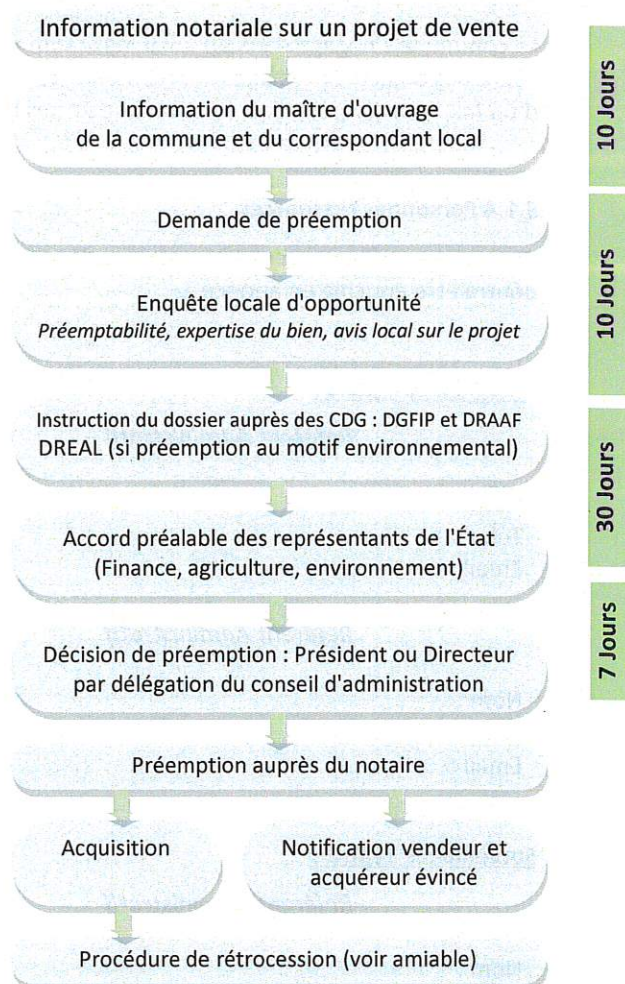 Information notariale sur un projet de vente
Information du maître d'ouvrage
de la commune et du correspondant local
10 Jours
Demande de préemption
Enquête locale d'opportunité
Préemptabilité, expertise du bien, avis local sur le projet
10 Jours
Instruction du dossier auprès des CDG : DGFIP et DRAAF
DREAL (si préemption au motif environnemental)
30 Jours
Accord préalable des représentants de l'État
(Finance, agriculture, environnement)
Décision de préemption : Président ou Directeur
par délégation du conseil d'administration
7 Jours
Préemption auprès du notaire
Acquisition
Notification vendeur et
acquéreur évincé
Procédure de rétrocession (voir amiable)